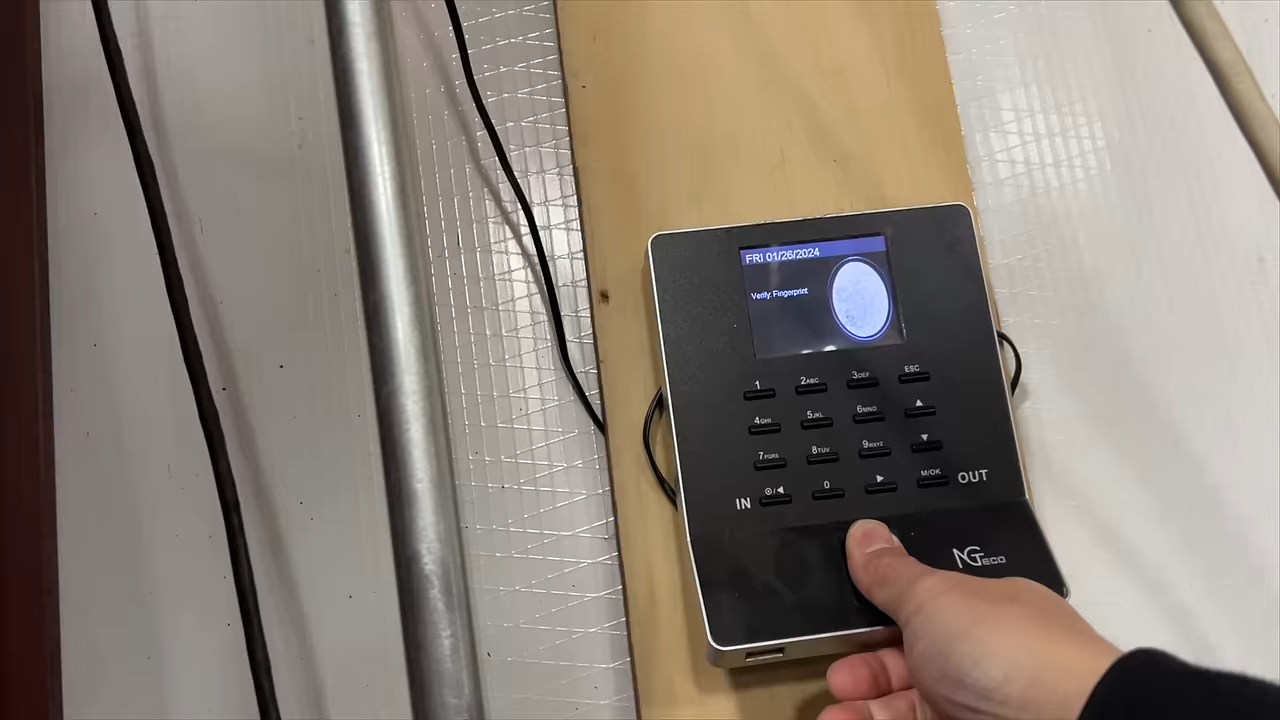 FRI 01/26/2024
Verify: Fingerprint
1 2ABC 3DEF ESC
4GHI 5JKL 6MNO ▲
7PQRS 8TUV 9WXYZ ▼
IN ⊙/◀ 0 ▶ M/OK OUT
NGTECO